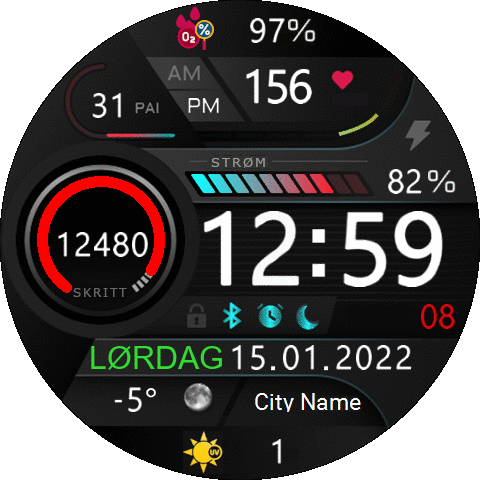 O₂ % 97%
AM 156
31 PAI PM
STRØM
82%
12:59
12480
SKRITT
08
LØRDAG 15.01.2022
-5° City Name
UV 1